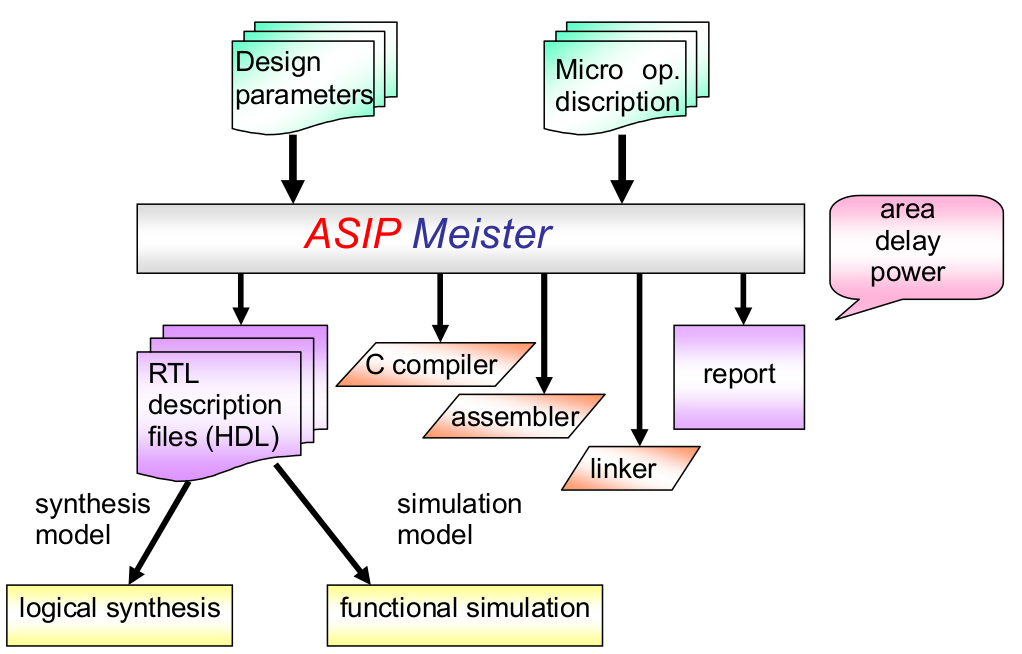 Design
parameters
Micro op.
discription
ASIP Meister
area
delay
power
RTL
description
files (HDL)
C compiler
assembler
linker
report
synthesis
model
simulation
model
logical synthesis
functional simulation